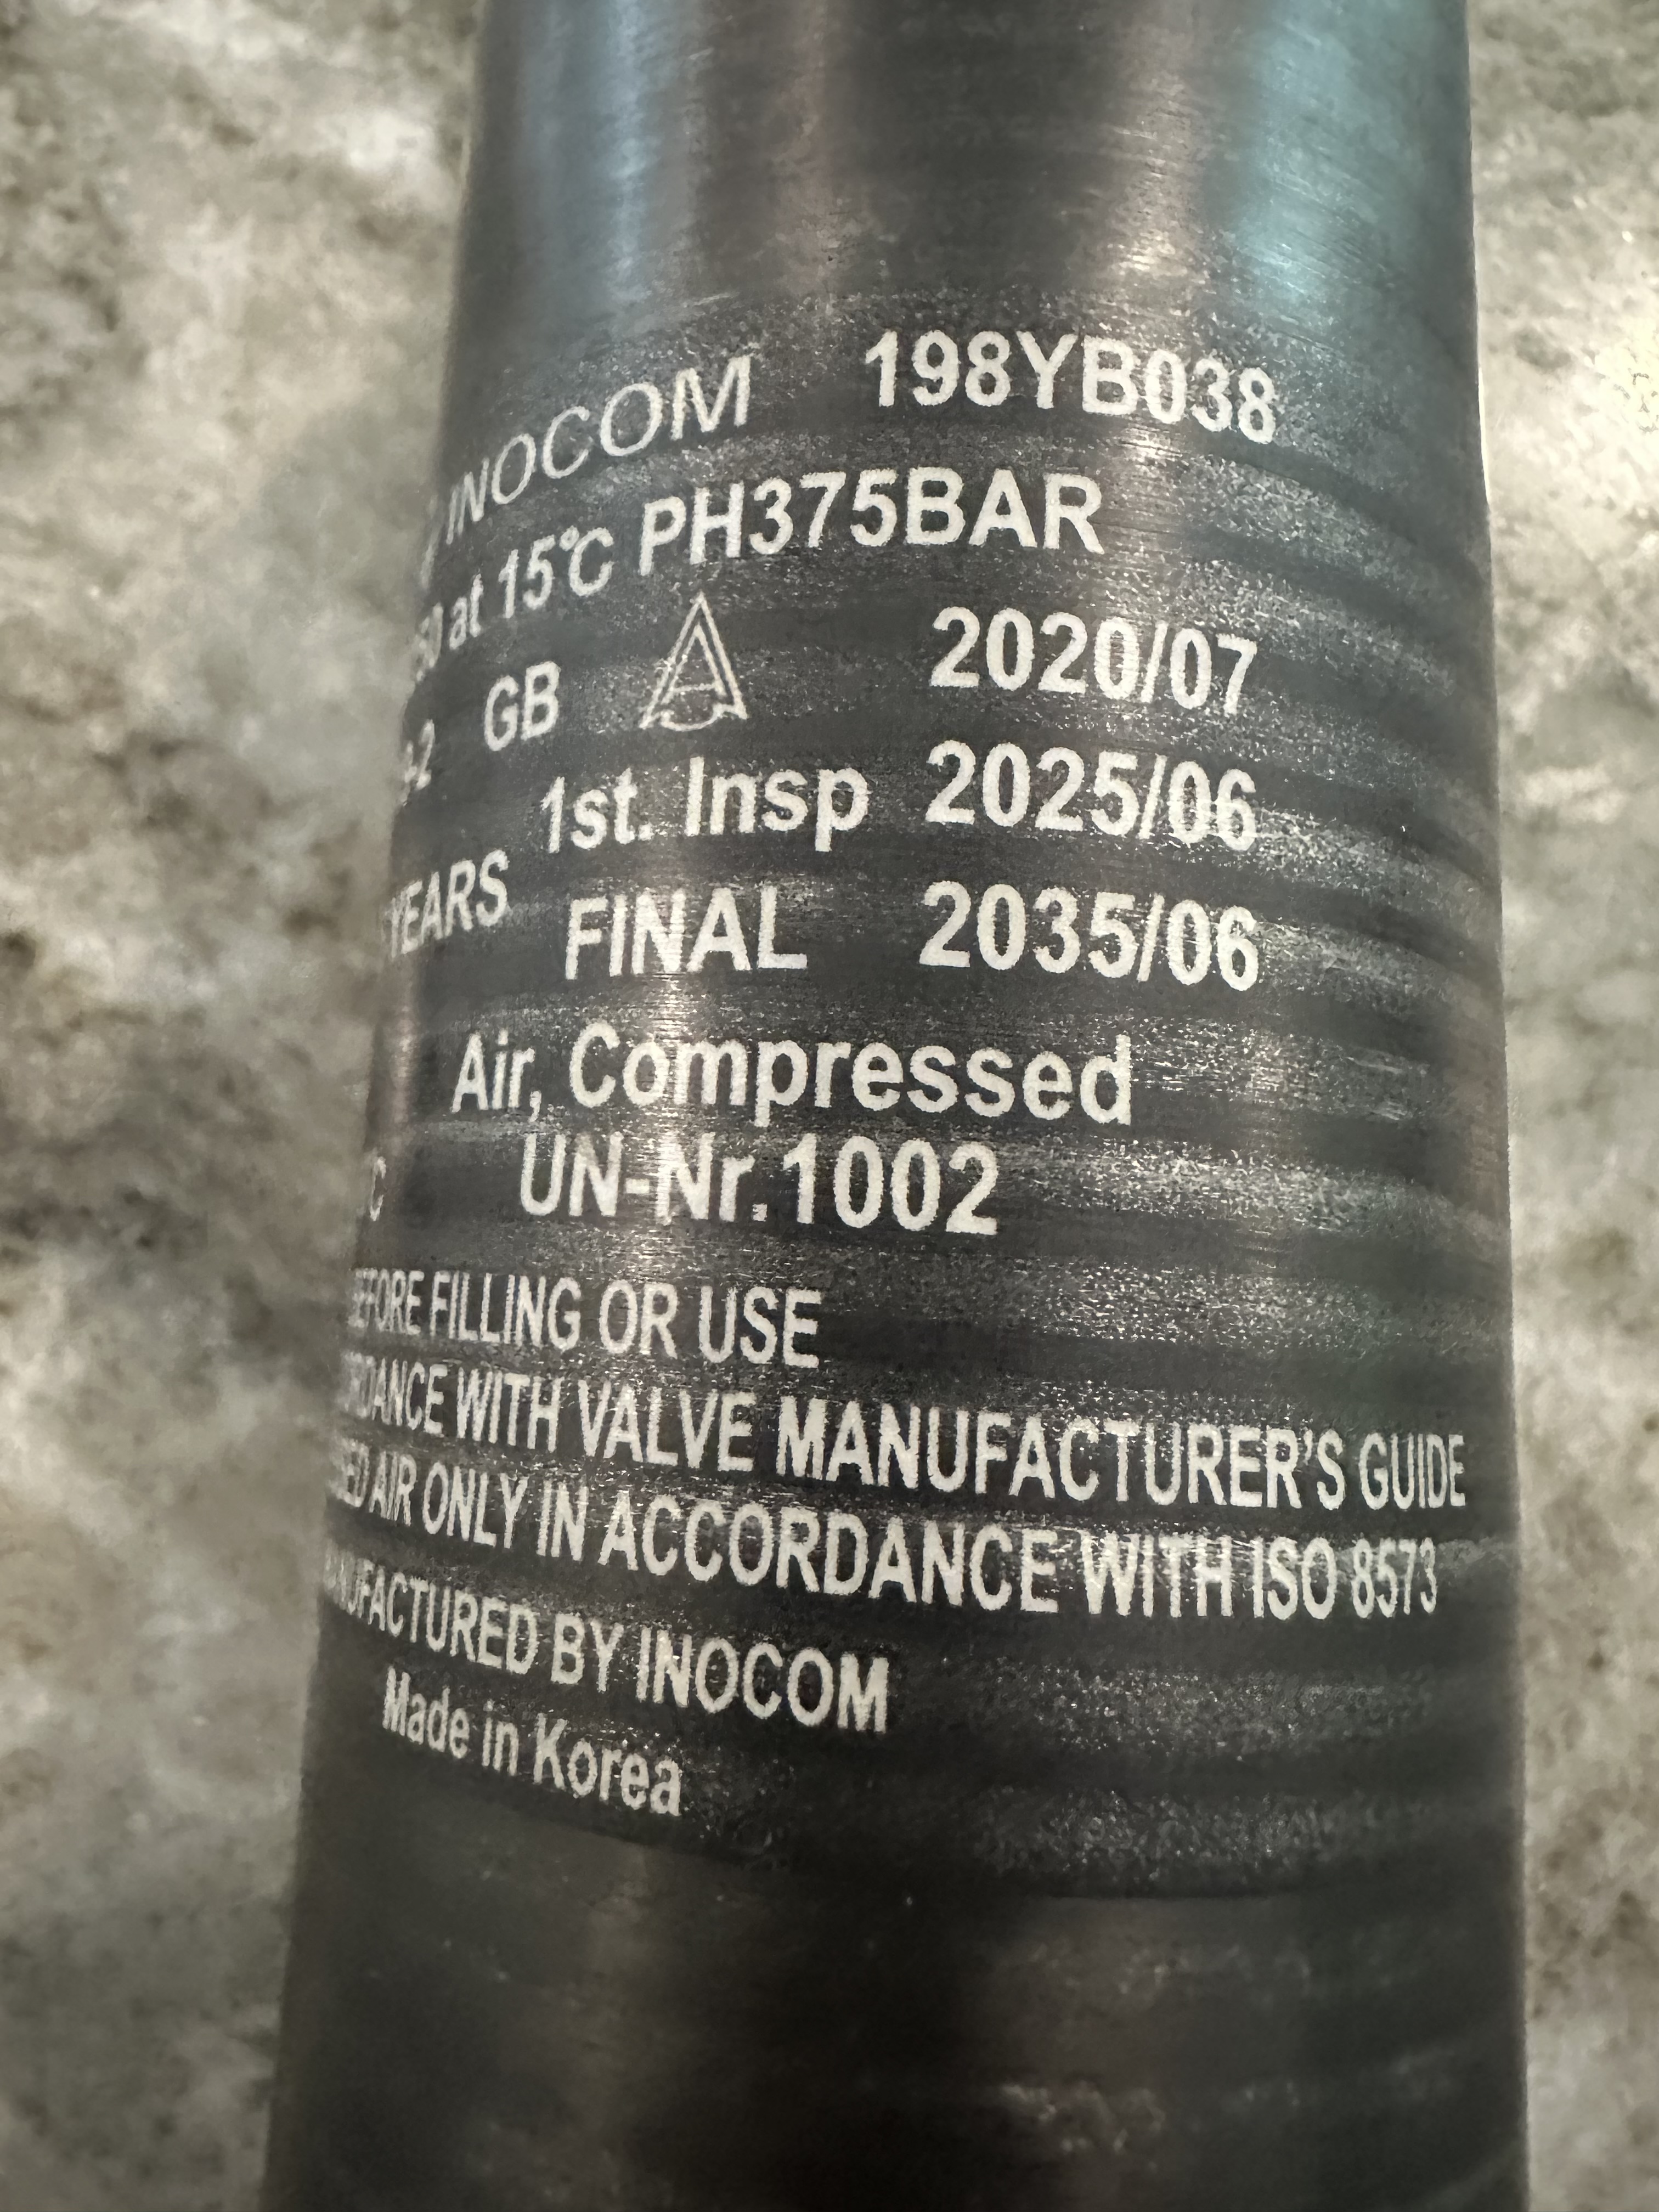 INOCOM 198YB038
at 15℃ PH375BAR
GB 2020/07
1st. Insp 2025/06
YEARS FINAL 2035/06
Air, Compressed
UN-Nr.1002
BEFORE FILLING OR USE
WITH VALVE MANUFACTURER'S GUIDE
AIR ONLY IN ACCORDANCE WITH ISO 8573
MANUFACTURED BY INOCOM
Made in Korea